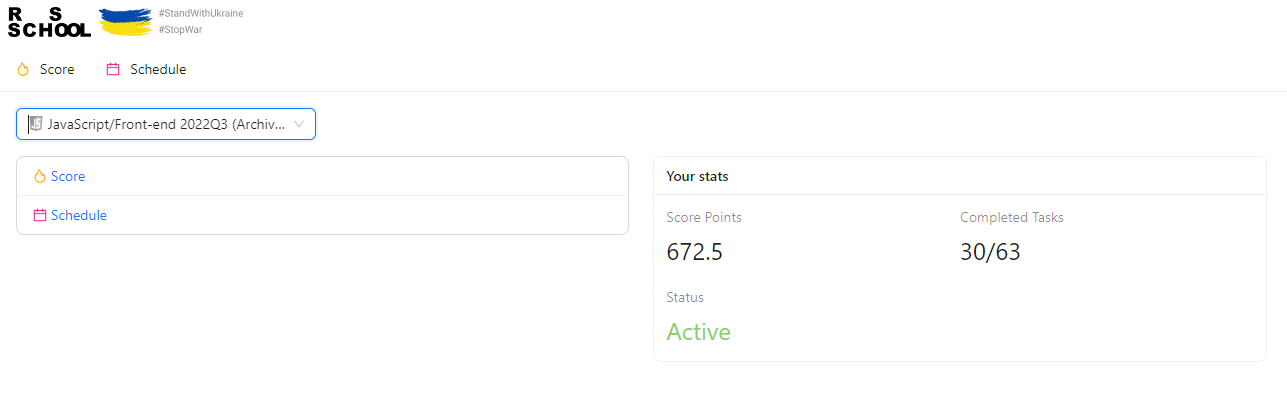 R S
SCHOOL
#StandWithUkraine
#StopWar
Score Schedule
JavaScript/Front-end 2022Q3 (Archiv...
Score
Schedule
Your stats
Score Points Completed Tasks
672.5 30/63
Status
Active